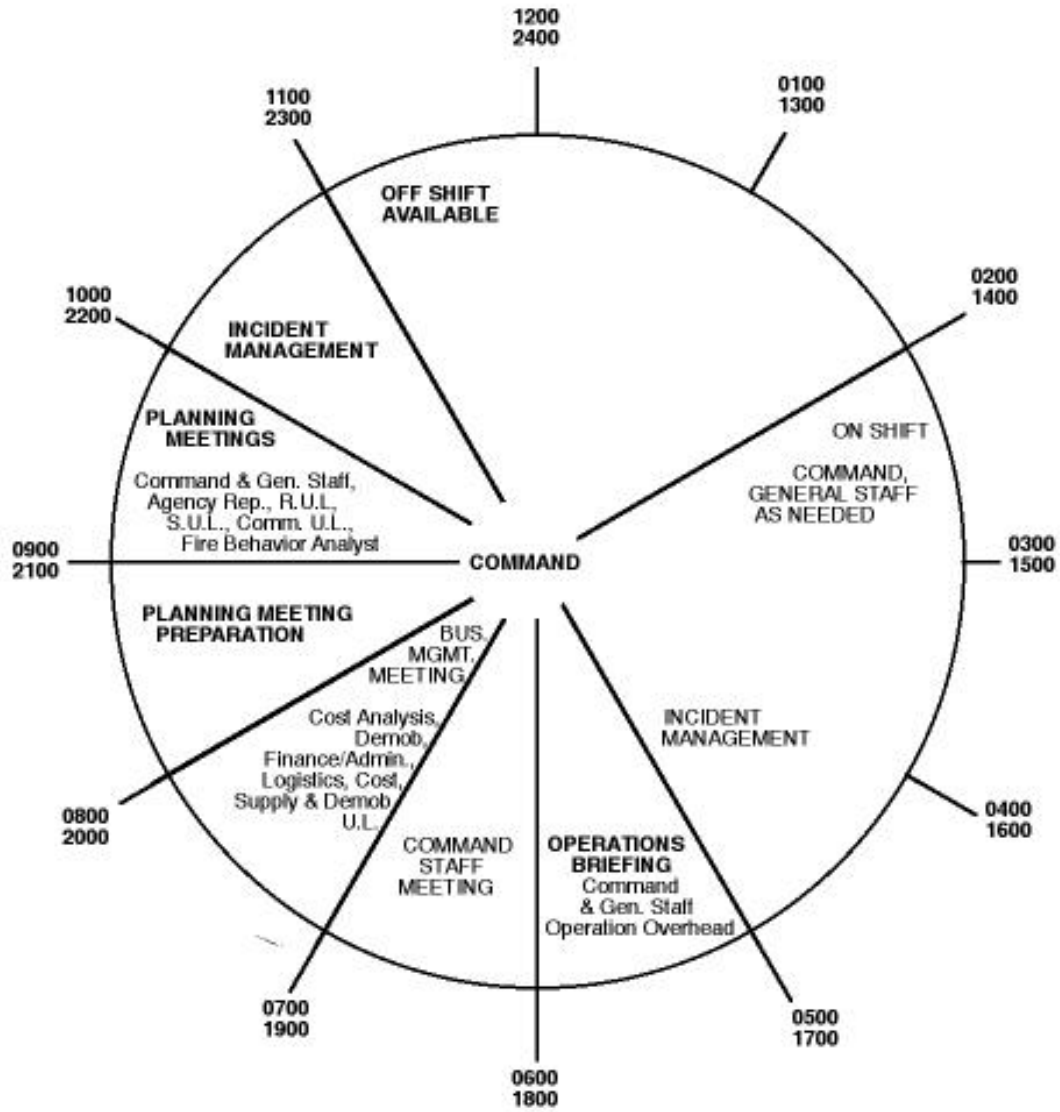 1200
2400
1100
2300
0100
1300
OFF SHIFT
AVAILABLE
1000
2200
0200
1400
INCIDENT
MANAGEMENT
PLANNING
MEETINGS
Command & Gen. Staff,
Agency Rep., R.U.L,
S.U.L., Comm. U.L.,
Fire Behavior Analyst
ON SHIFT
COMMAND,
GENERAL STAFF
AS NEEDED
0900
2100
COMMAND
0300
1500
PLANNING MEETING
PREPARATION
BUS.
MGMT.
MEETING
Cost Analysis,
Demob,
Finance/Admin.,
Logistics, Cost,
Supply & Demob
U.L.
INCIDENT
MANAGEMENT
0800
2000
0400
1600
COMMAND
STAFF
MEETING
OPERATIONS
BRIEFING
Command
& Gen. Staff
Operation Overhead
0700
1900
0500
1700
0600
1800